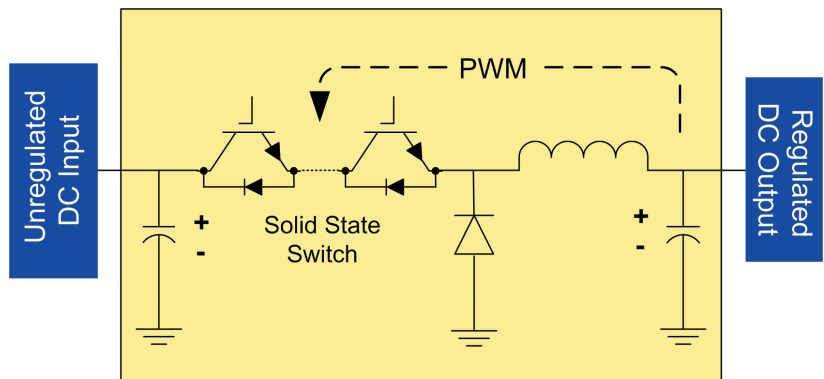 Unregulated
DC Input
PWM
+
-
Solid State
Switch
+
-
Regulated
DC Output